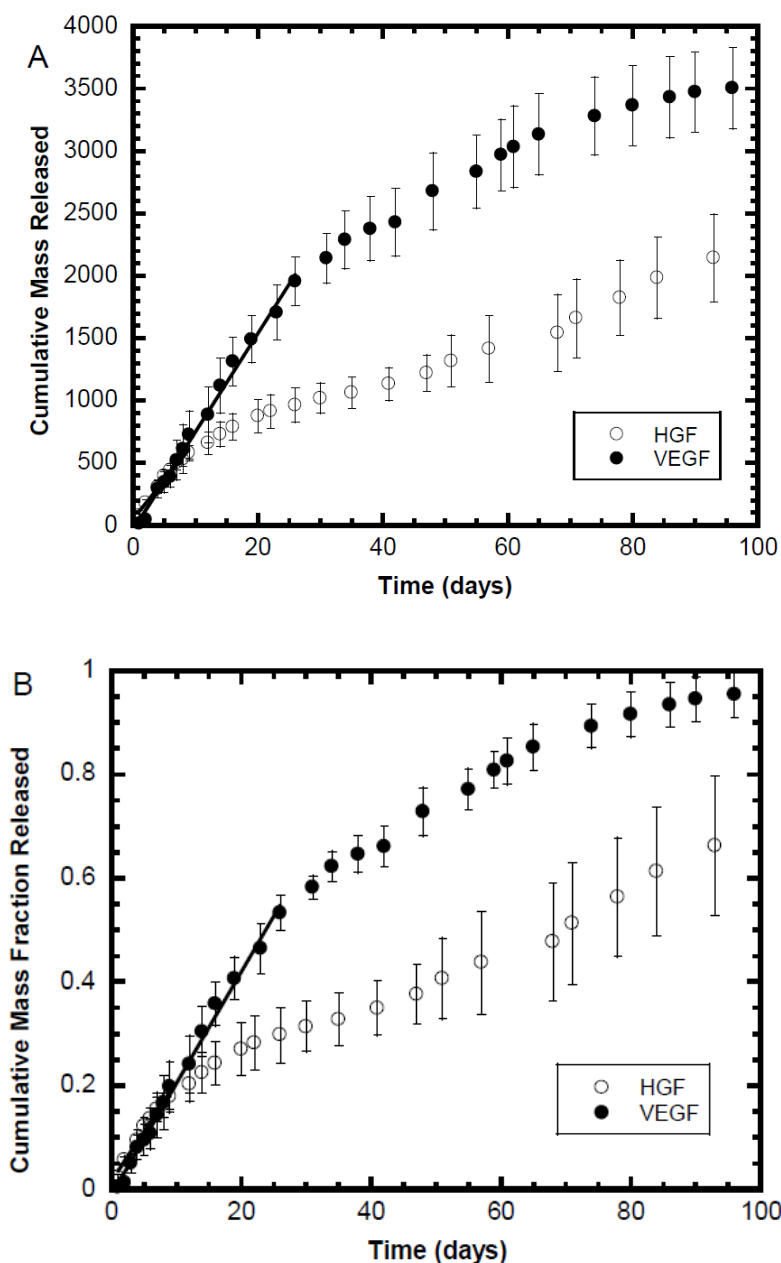 A
4000
3500
3000
2500
2000
1500
1000
500
0
Cumulative Mass Released
HGF
VEGF
0 20 40 60 80 100
Time (days)
B
1
0.8
0.6
0.4
0.2
0
Cumulative Mass Fraction Released
HGF
VEGF
0 20 40 60 80 100
Time (days)